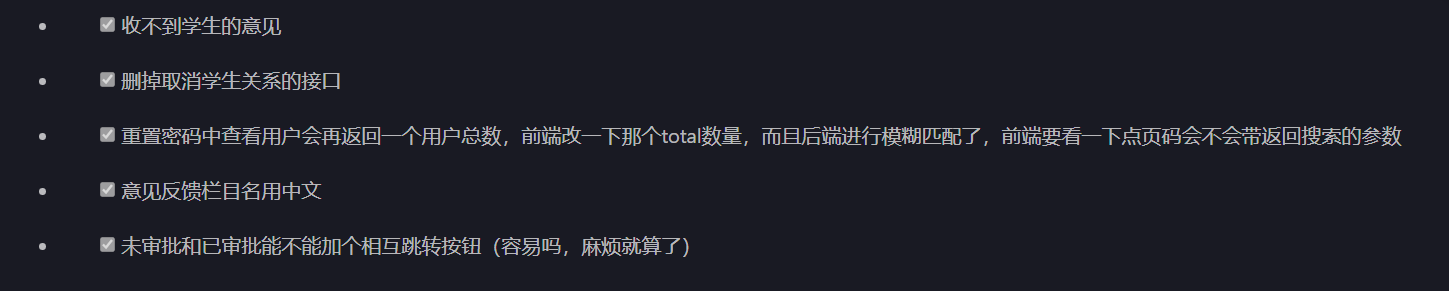 收不到学生的意见
删掉取消学生关系的接口
重置密码中查看用户会再返回一个用户总数，前端改一下那个total数量，而且后端进行模糊匹配了，前端要看一下点页码会不会带返回搜索的参数
意见反馈栏目名用中文
未审批和已审批能不能加个相互跳转按钮（容易吗，麻烦就算了）